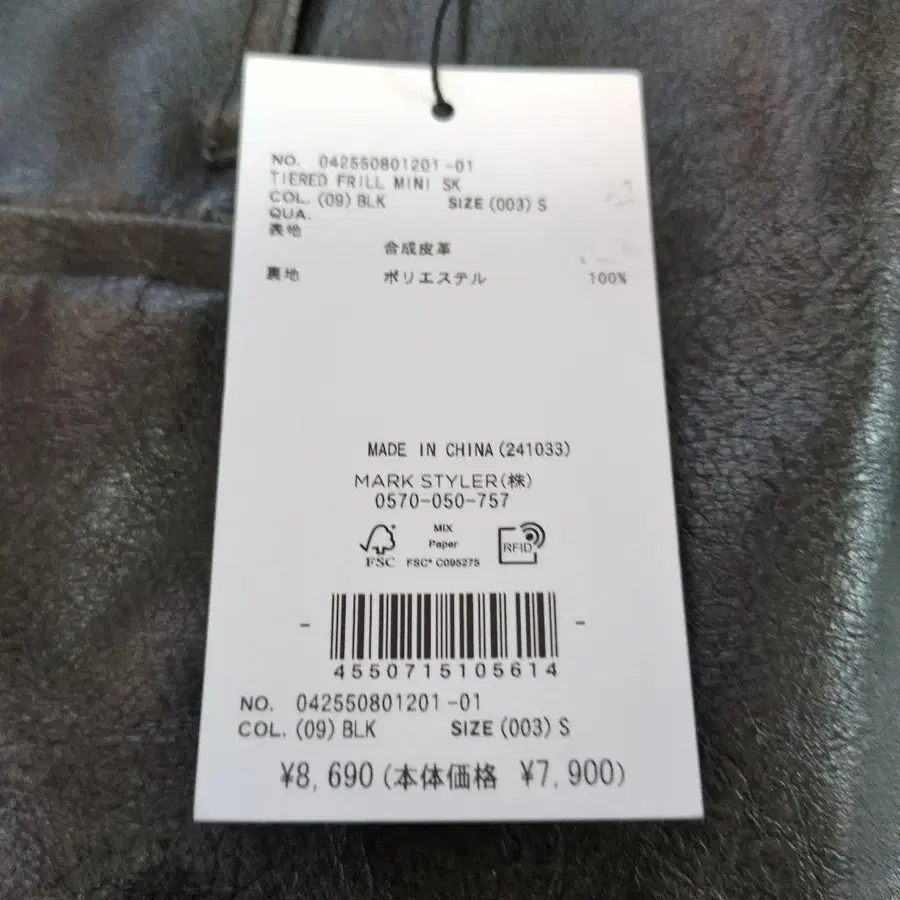 NO. 042550801201-01
TIERED FRILL MINI SK
COL. (09) BLK SIZE (003) S
QUA.
表地
合成皮革
裏地 ポリエステル 100%
MADE IN CHINA (241033)
MARK STYLER(株)
0570-050-757
FSC
MIX
Paper
FSC® C095275
RFID
4550715105614
NO. 042550801201-01
COL. (09) BLK SIZE (003) S
¥8,690 (本体価格 ¥7,900)